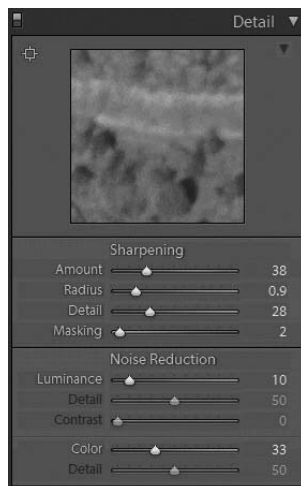 Detail
Sharpening
Amount 38
Radius 0.9
Detail 28
Masking 2
Noise Reduction
Luminance 10
Detail 50
Contrast 0
Color 33
Detail 50